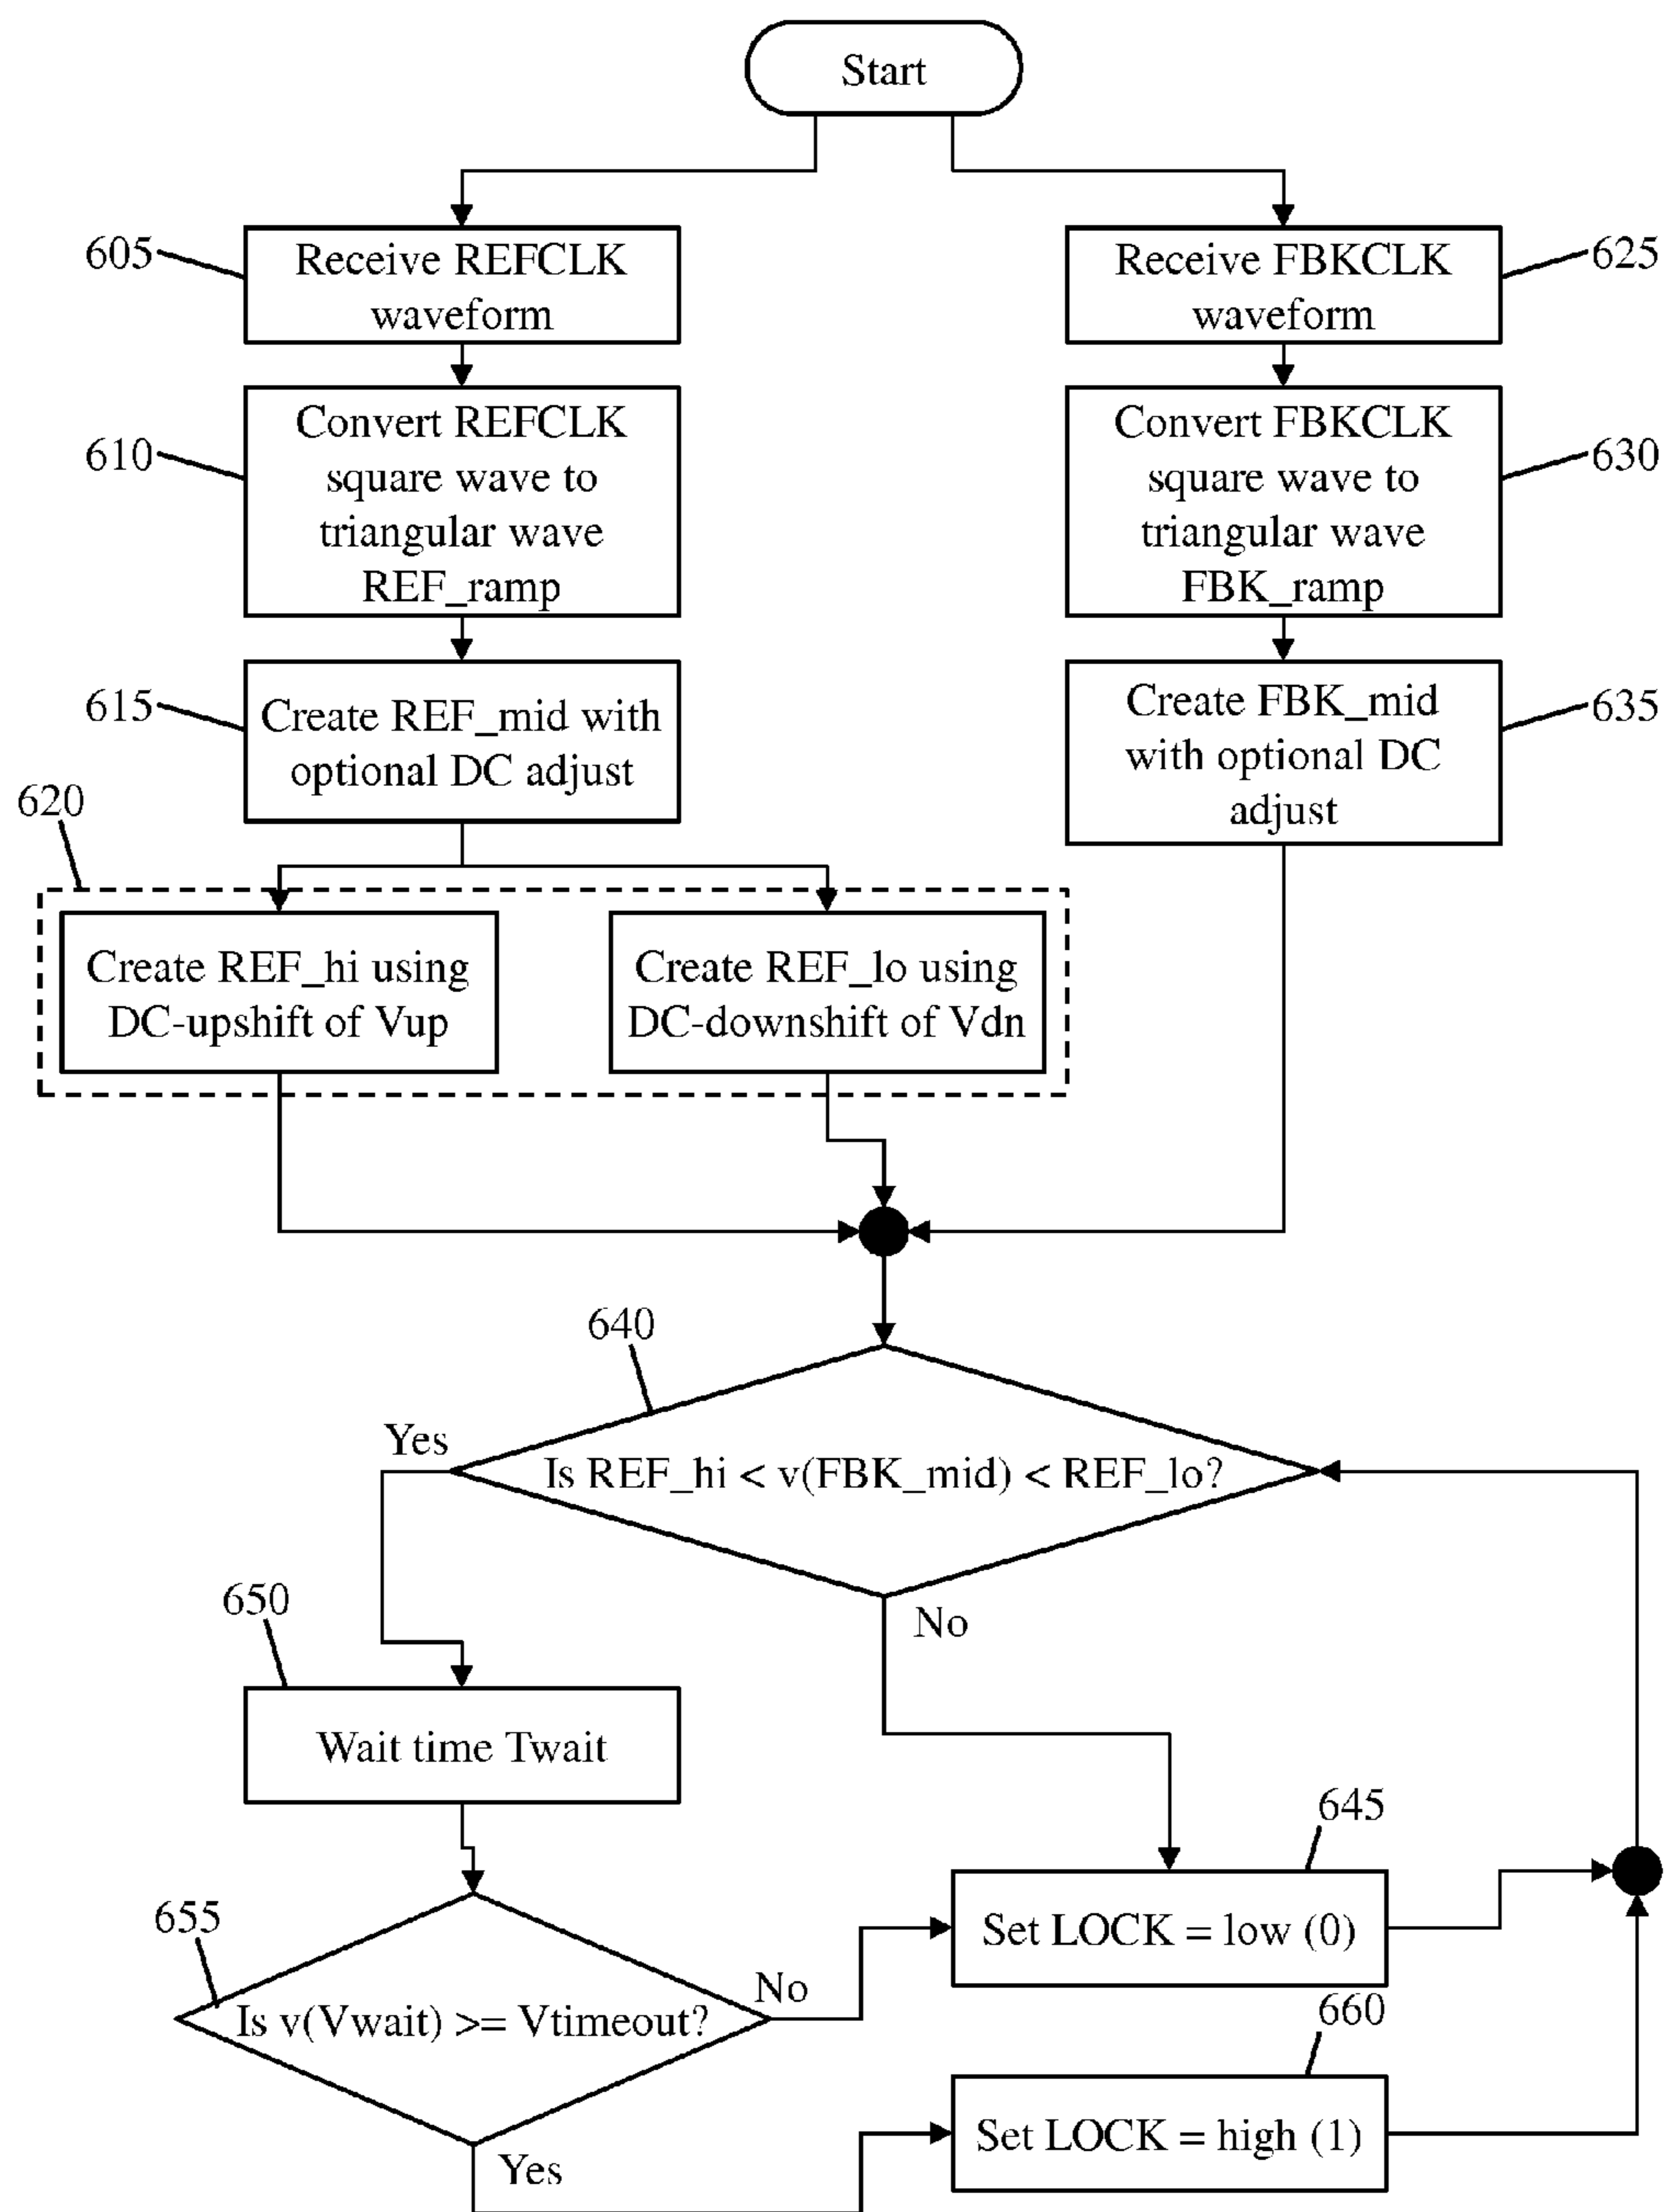 Start
605
Receive REFCLK
waveform
Receive FBKCLK
waveform
625
610
Convert REFCLK
square wave to
triangular wave
REF_ramp
Convert FBKCLK
square wave to
triangular wave
FBK_ramp
630
615
Create REF_mid with
optional DC adjust
Create FBK_mid
with optional DC
adjust
635
620
Create REF_hi using
DC-upshift of Vup
Create REF_lo using
DC-downshift of Vdn
640
Yes
Is REF_hi < v(FBK_mid) < REF_lo?
No
650
Wait time Twait
645
Set LOCK = low (0)
655
Is v(Vwait) >= Vtimeout?
No
660
Set LOCK = high (1)
Yes